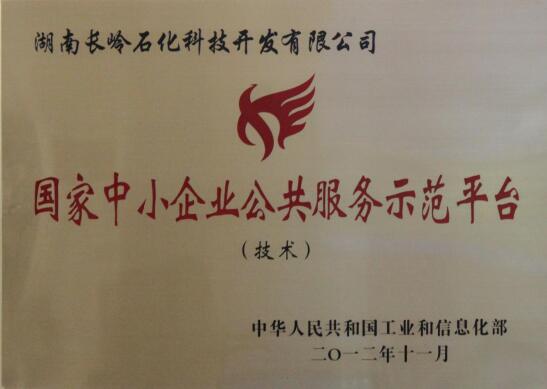 湖南长岭石化科技开发有限公司
国家中小企业公共服务示范平台
（技术）
中华人民共和国工业和信息化部
二〇一二年十一月